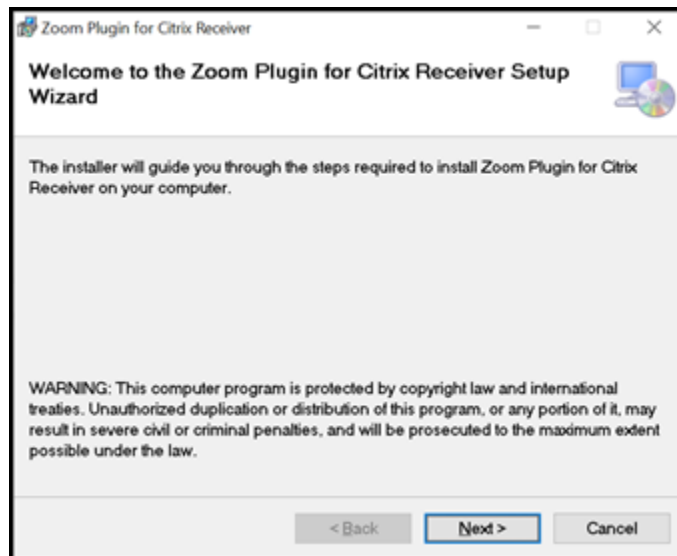 Zoom Plugin for Citrix Receiver
Welcome to the Zoom Plugin for Citrix Receiver Setup
Wizard
The installer will guide you through the steps required to install Zoom Plugin for Citrix
Receiver on your computer.
WARNING: This computer program is protected by copyright law and international
treaties. Unauthorized duplication or distribution of this program, or any portion of it, may
result in severe civil or criminal penalties, and will be prosecuted to the maximum extent
possible under the law.
< Back Next > Cancel